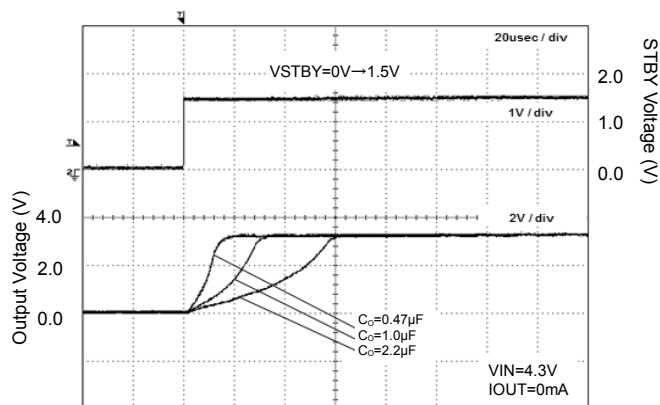 20usec / div
VSTBY=0V→1.5V
2.0
1V / div
1.0
0.0
STBY Voltage (V)
4.0
2V / div
2.0
0.0
Output Voltage (V)
Co=0.47µF
Co=1.0µF
Co=2.2µF
VIN=4.3V
IOUT=0mA